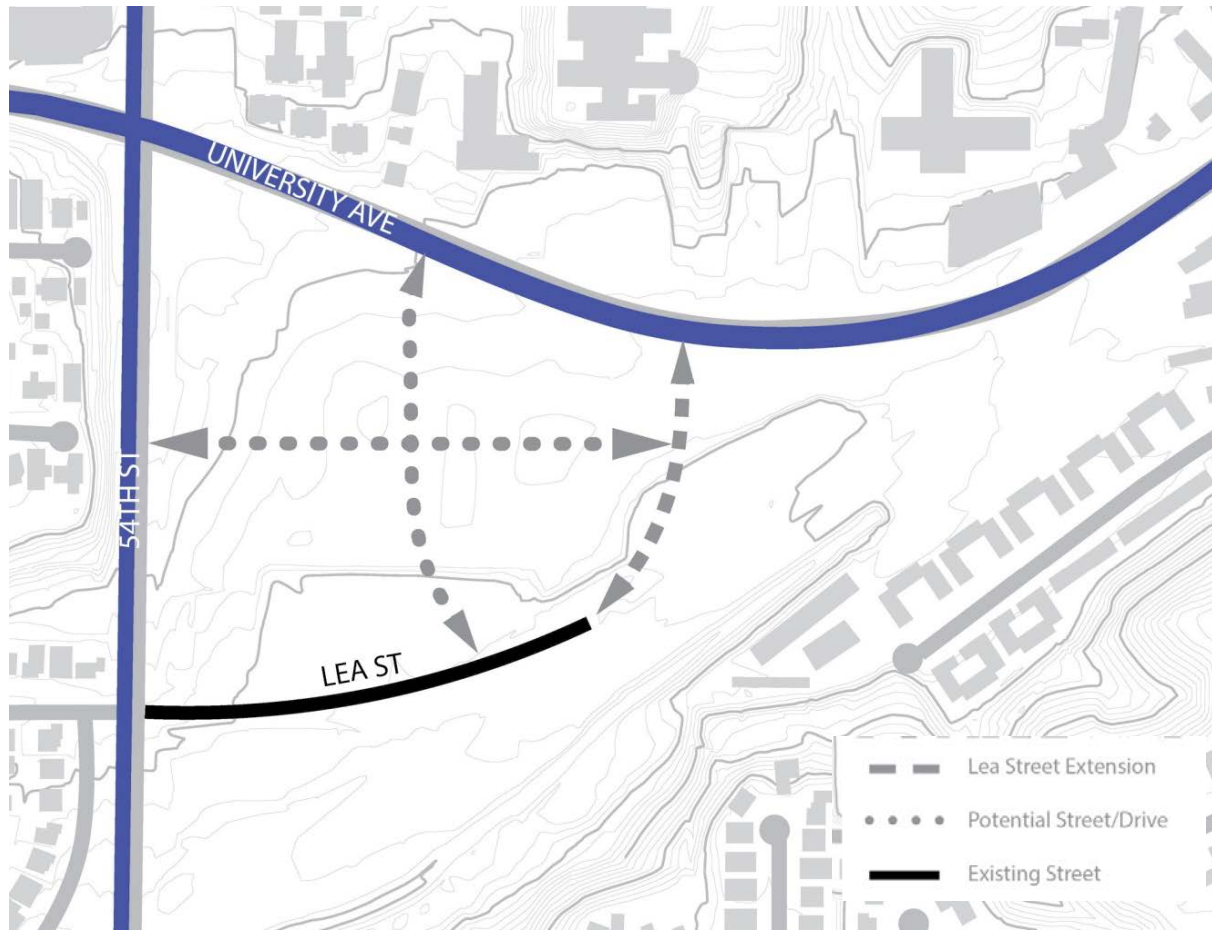 UNIVERSITY AVE
54TH ST
LEA ST
Lea Street Extension
Potential Street/Drive
Existing Street